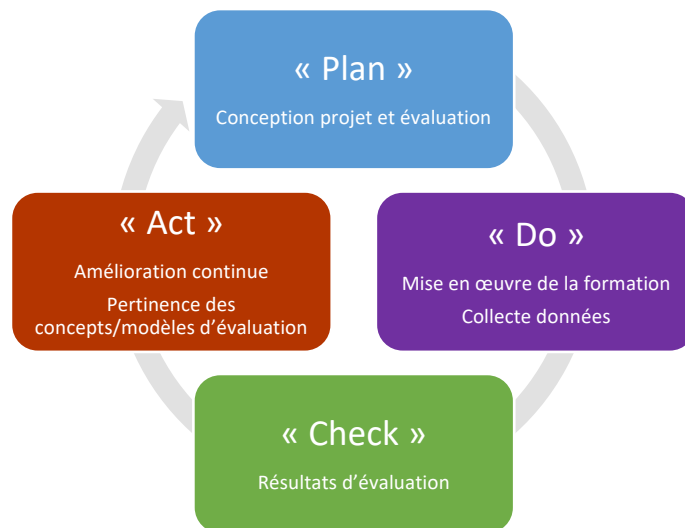 « Plan »
Conception projet et évaluation
« Do »
Mise en œuvre de la formation
Collecte données
« Check »
Résultats d’évaluation
« Act »
Amélioration continue
Pertinence des
concepts/modèles d’évaluation